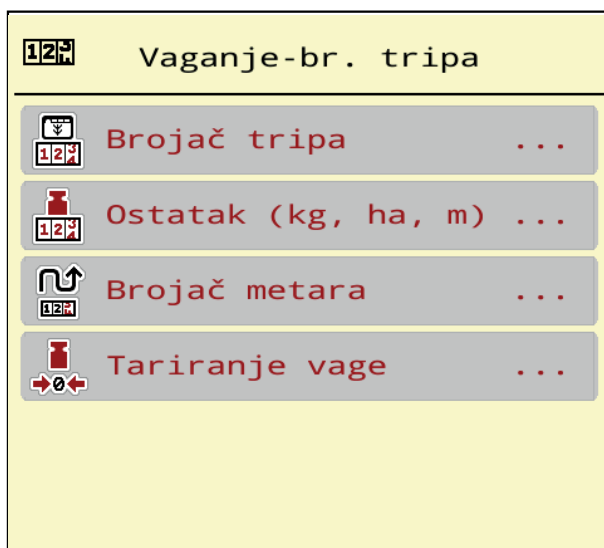 Vaganje-br. tripa
Brojač tripa ...
Ostatak (kg, ha, m) ...
Brojač metara ...
Tariranje vage ...